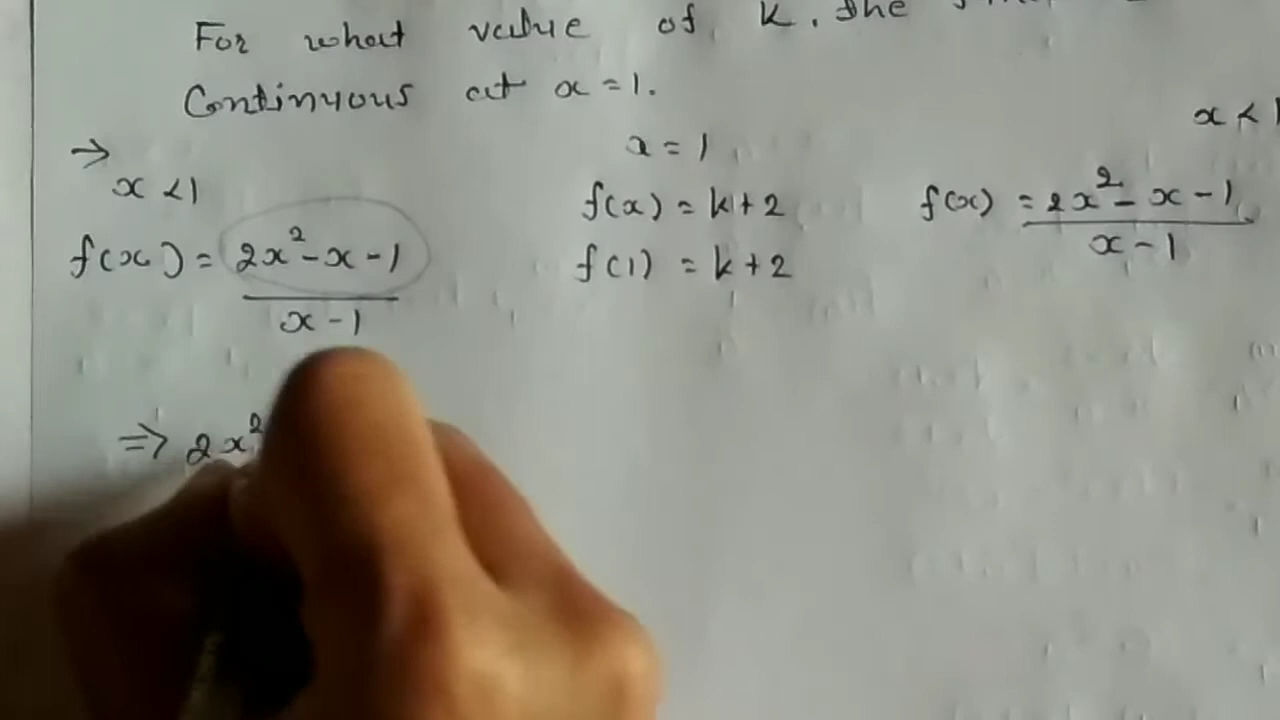 For what value of k, the
Continuous at x = 1.
→
x < 1
f(x) = 2x² - x - 1
x - 1
⇒ 2x²
x = 1
f(x) = k + 2
f(1) = k + 2
x < 1
f(x) = 2x² - x - 1
x - 1